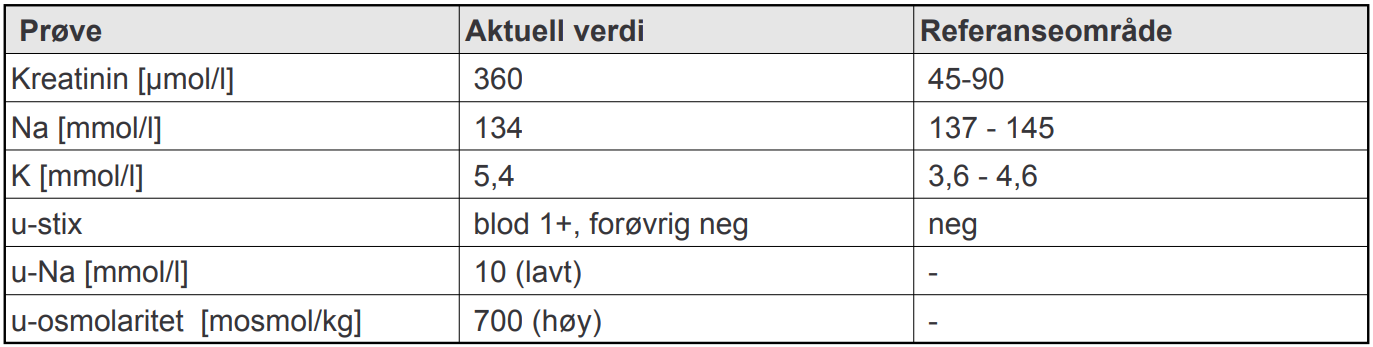 Prøve Aktuell verdi Referanseområde
Kreatinin [µmol/l] 360 45-90
Na [mmol/l] 134 137 - 145
K [mmol/l] 5,4 3,6 - 4,6
u-stix blod 1+, forøvrig neg neg
u-Na [mmol/l] 10 (lavt) -
u-osmolaritet [mosmol/kg] 700 (høy) -